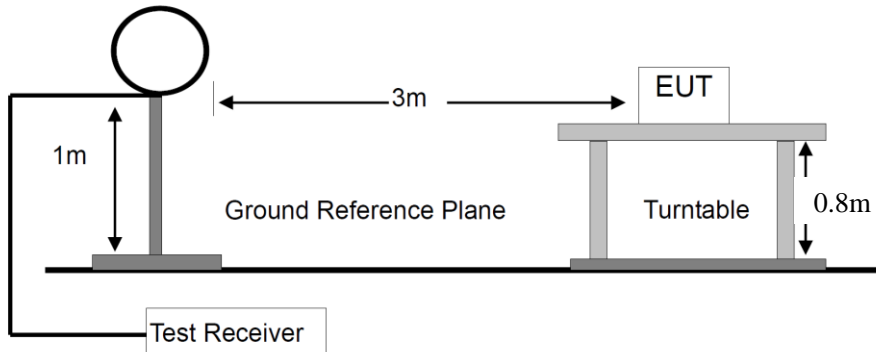 EUT
3m
1m
Ground Reference Plane
Turntable
0.8m
Test Receiver